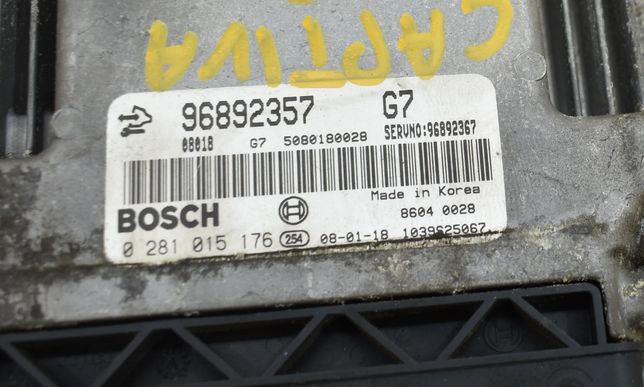 CAPTIVA
96892357 G7
08018 G7 5080180028 SERVNO:96892367
Made in Korea
BOSCH 8604 0028
0 281 015 176 254 08-01-18 1039S25067